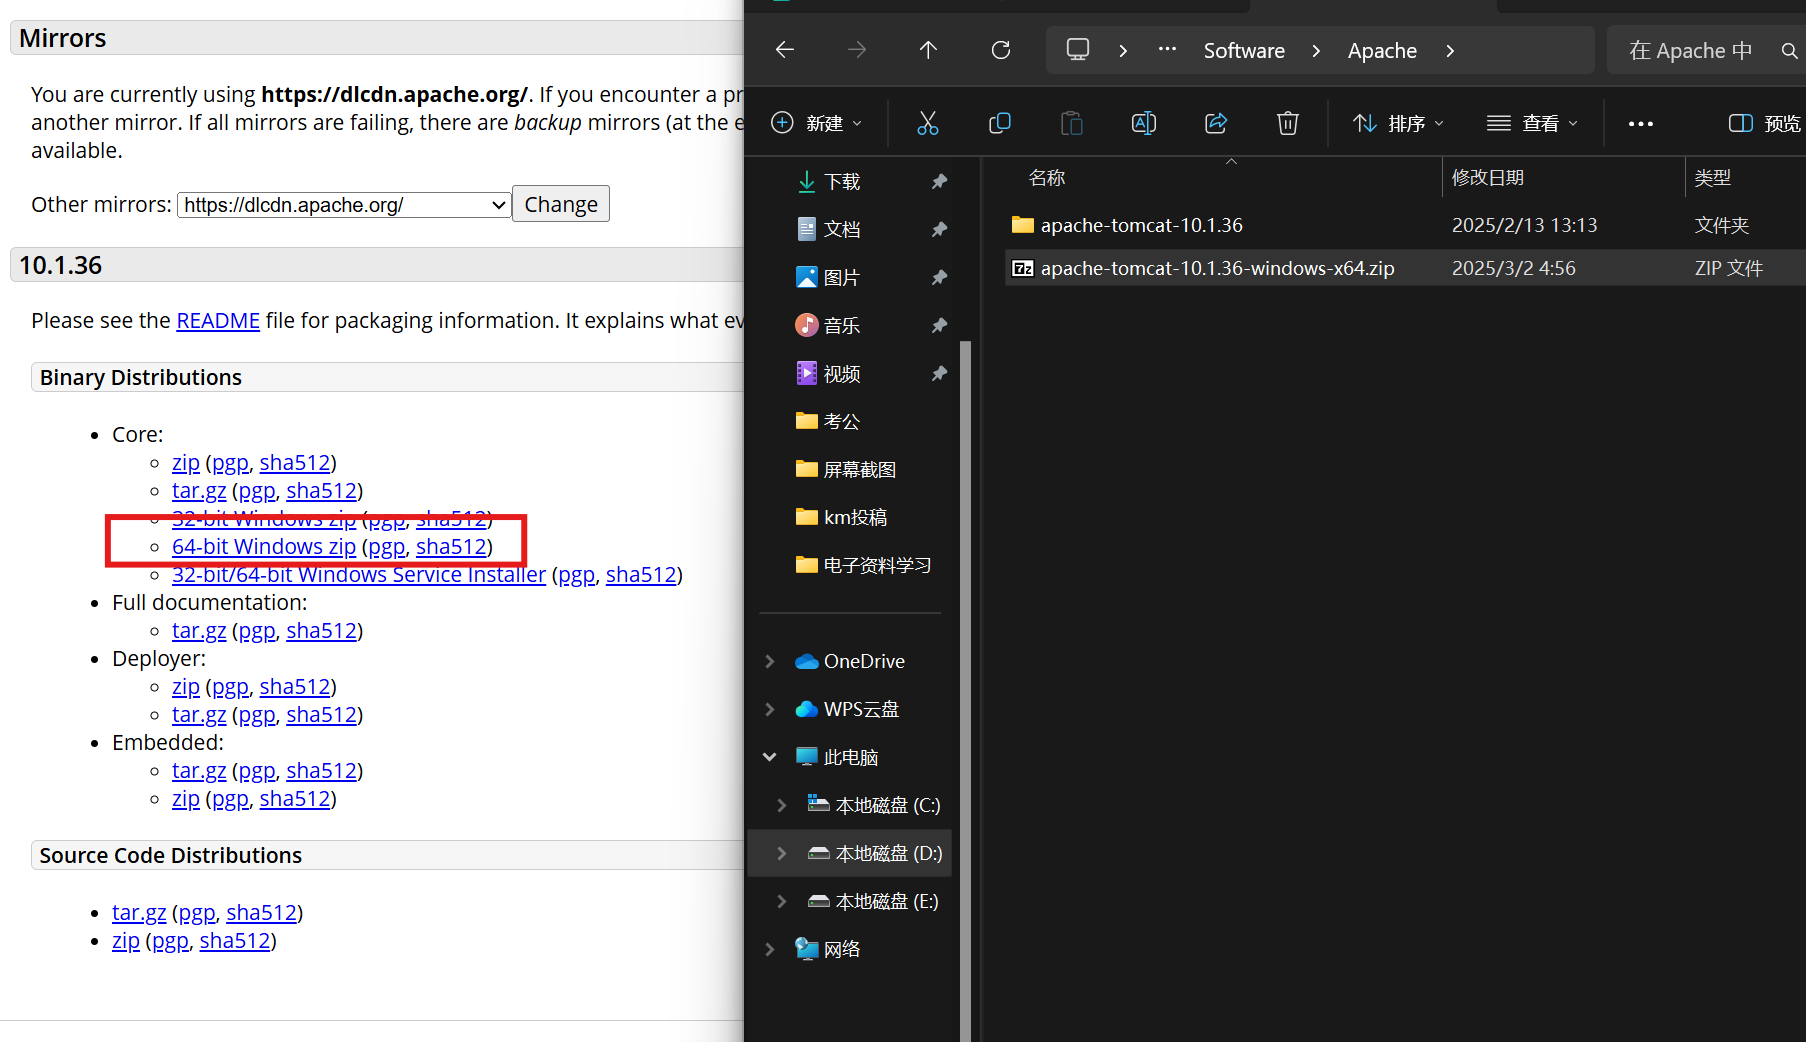 Mirrors
You are currently using https://dlcdn.apache.org/. If you encounter a pr
another mirror. If all mirrors are failing, there are backup mirrors (at the e
available.
Other mirrors: https://dlcdn.apache.org/ Change
10.1.36
Please see the README file for packaging information. It explains what ev
Binary Distributions
Core:
zip (pgp, sha512)
tar.gz (pgp, sha512)
32-bit Windows zip (pgp, sha512)
64-bit Windows zip (pgp, sha512)
32-bit/64-bit Windows Service Installer (pgp, sha512)
Full documentation:
tar.gz (pgp, sha512)
Deployer:
zip (pgp, sha512)
tar.gz (pgp, sha512)
Embedded:
tar.gz (pgp, sha512)
zip (pgp, sha512)
Source Code Distributions
tar.gz (pgp, sha512)
zip (pgp, sha512)
Software Apache 在 Apache 中
新建 排序 查看 预览
下载
文档
图片
音乐
视频
考公
屏幕截图
km投稿
电子资料学习
OneDrive
WPS云盘
此电脑
本地磁盘 (C:)
本地磁盘 (D:)
本地磁盘 (E:)
网络
名称 修改日期 类型
apache-tomcat-10.1.36 2025/2/13 13:13 文件夹
7z apache-tomcat-10.1.36-windows-x64.zip 2025/3/2 4:56 ZIP 文件